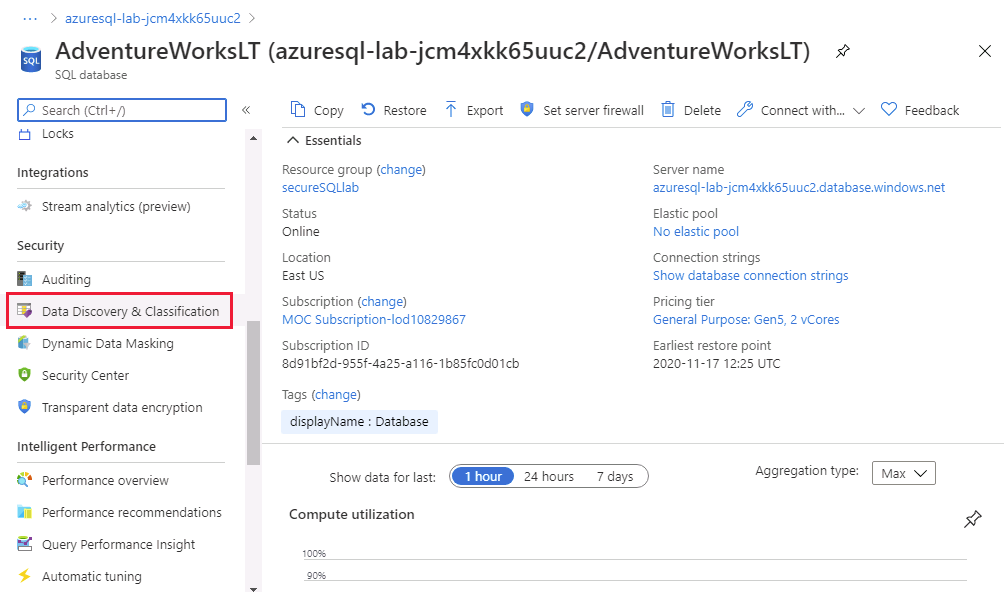 ... > azuresql-lab-jcm4xkk65uuc2 >
SQL
AdventureWorksLT (azuresql-lab-jcm4xkk65uuc2/AdventureWorksLT)
SQL database
Search (Ctrl+/)
«
Locks
Integrations
Stream analytics (preview)
Security
Auditing
Data Discovery & Classification
Dynamic Data Masking
Security Center
Transparent data encryption
Intelligent Performance
Performance overview
Performance recommendations
Query Performance Insight
Automatic tuning
Copy Restore Export Set server firewall Delete Connect with... Feedback
Essentials
Resource group (change)
secureSQLlab
Status
Online
Location
East US
Subscription (change)
MOC Subscription-lod10829867
Subscription ID
8d91bf2d-955f-4a25-a116-1b85fc0d01cb
Server name
azuresql-lab-jcm4xkk65uuc2.database.windows.net
Elastic pool
No elastic pool
Connection strings
Show database connection strings
Pricing tier
General Purpose: Gen5, 2 vCores
Earliest restore point
2020-11-17 12:25 UTC
Tags (change)
displayName : Database
Show data for last: 1 hour 24 hours 7 days
Aggregation type: Max
Compute utilization
100%
90%